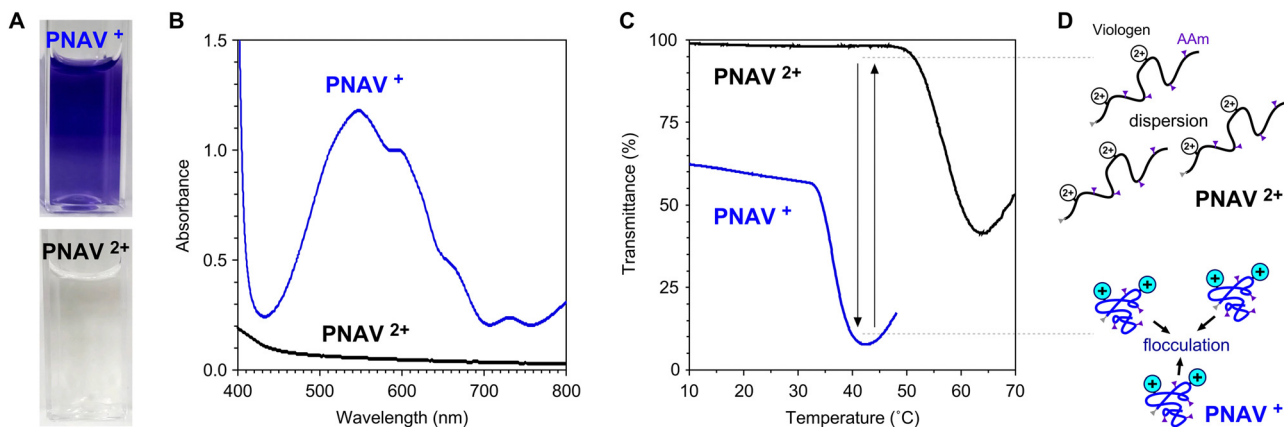 A
PNAV +
PNAV 2+
B
1.5
1.0
0.5
0.0
Absorbance
PNAV +
PNAV 2+
400 500 600 700 800
Wavelength (nm)
C
100
75
50
25
0
Transmittance (%)
PNAV 2+
PNAV +
10 20 30 40 50 60 70
Temperature (˚C)
D
Viologen
AAm
2+
2+
2+
2+
dispersion
2+
2+
PNAV 2+
+ +
+ +
flocculation
+ +
PNAV +